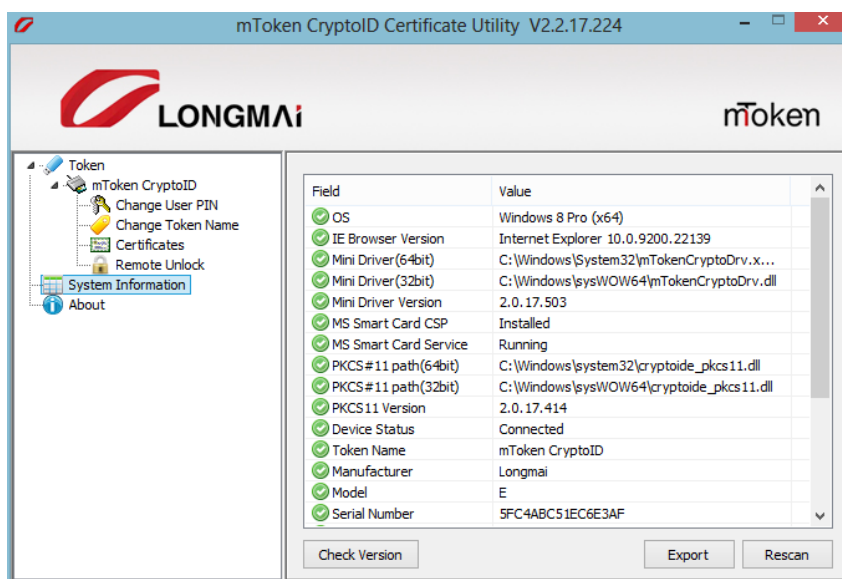 mToken CryptoID Certificate Utility V2.2.17.224
LONGMAi
mToken
Token
mToken CryptoID
Change User PIN
Change Token Name
Certificates
Remote Unlock
System Information
About
Field Value
OS Windows 8 Pro (x64)
IE Browser Version Internet Explorer 10.0.9200.22139
Mini Driver(64bit) C:\Windows\System32\mTokenCryptoDrv.x...
Mini Driver(32bit) C:\Windows\sysWOW64\mTokenCryptoDrv.dll
Mini Driver Version 2.0.17.503
MS Smart Card CSP Installed
MS Smart Card Service Running
PKCS#11 path(64bit) C:\Windows\system32\cryptoide_pkcs11.dll
PKCS#11 path(32bit) C:\Windows\sysWOW64\cryptoide_pkcs11.dll
PKCS11 Version 2.0.17.414
Device Status Connected
Token Name mToken CryptoID
Manufacturer Longmai
Model E
Serial Number 5FC4ABC51EC6E3AF
Check Version Export Rescan